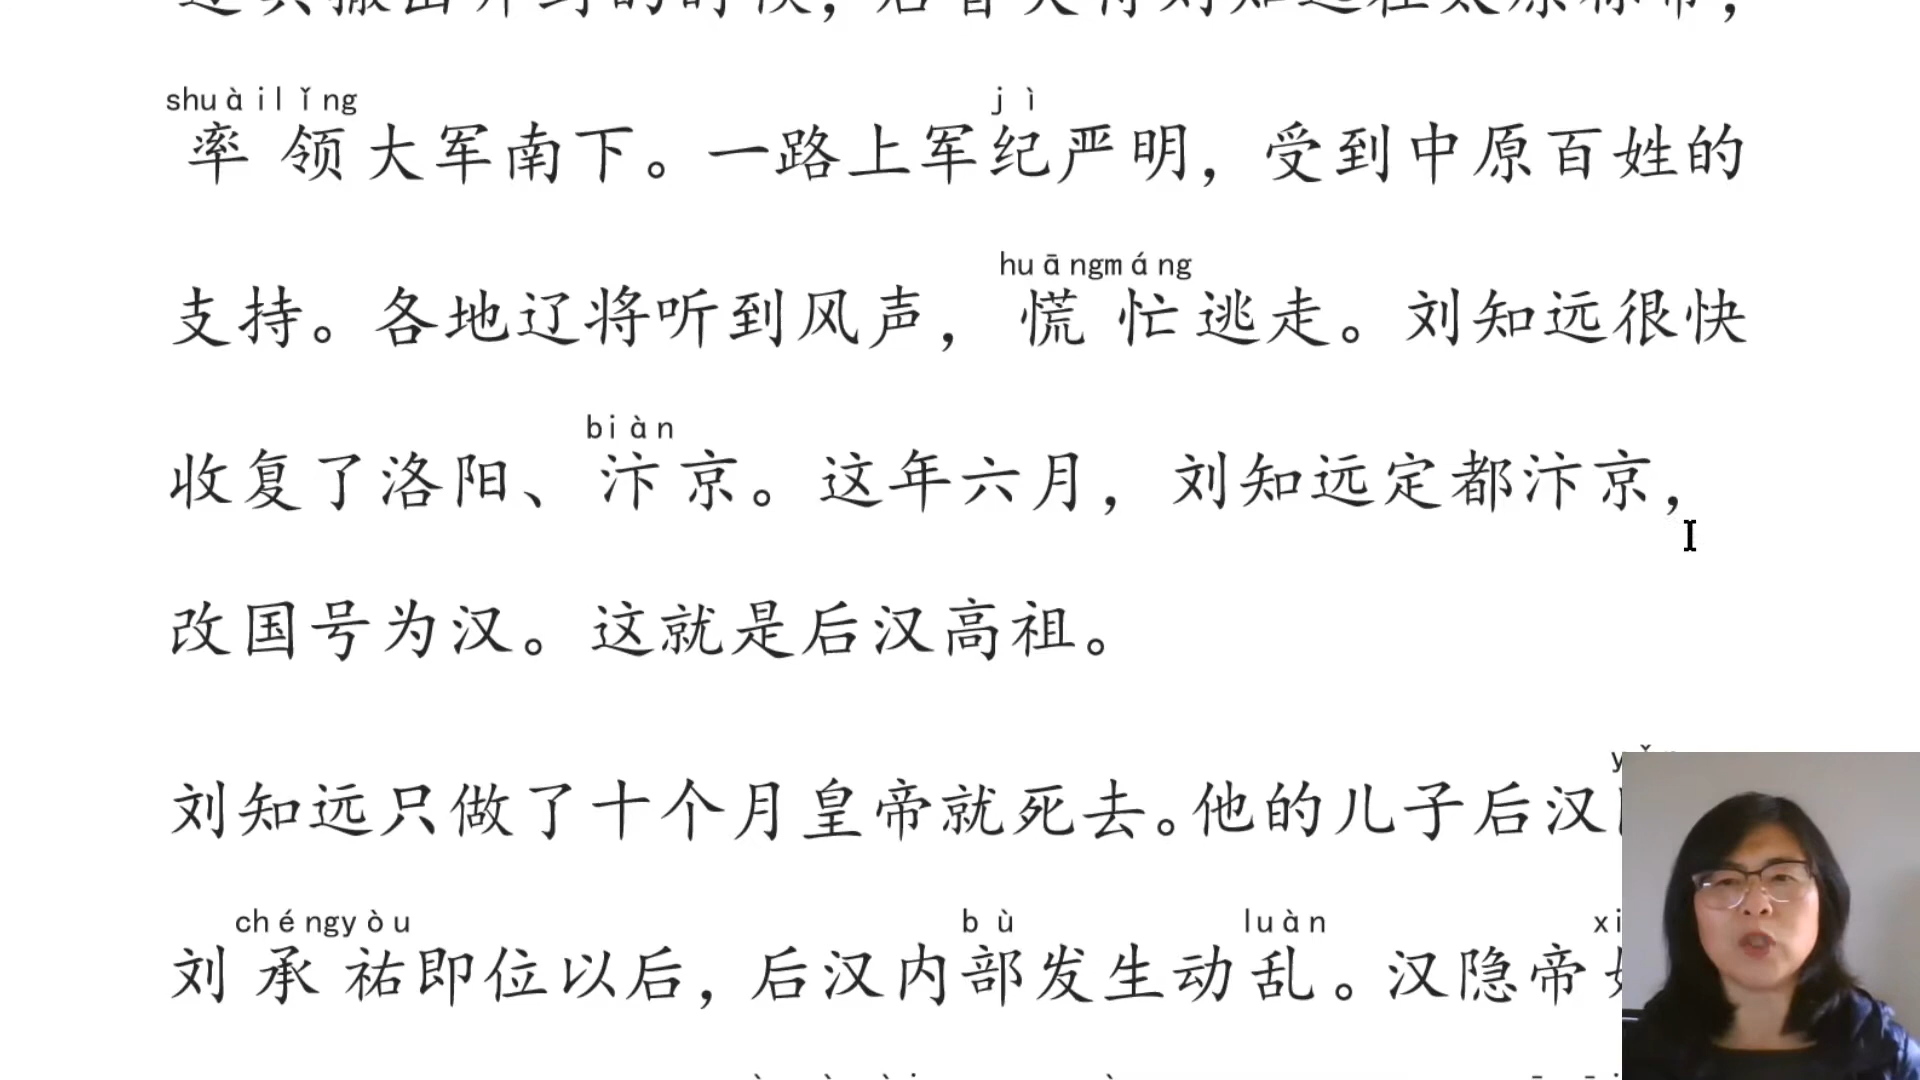 shuàilǐng jì
率领大军南下。一路上军纪严明，受到中原百姓的
huāngmáng
支持。各地辽将听到风声，慌忙逃走。刘知远很快
biàn
收复了洛阳、汴京。这年六月，刘知远定都汴京，
改国号为汉。这就是后汉高祖。
刘知远只做了十个月皇帝就死去。他的儿子后汉
chéngyòu bù luàn
刘承祐即位以后，后汉内部发生动乱。汉隐帝